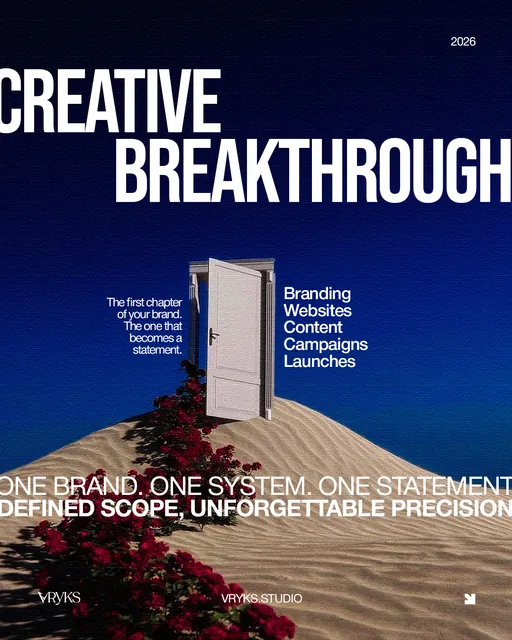 2026
CREATIVE
BREAKTHROUGH
The first chapter
of your brand.
The one that
becomes a
statement.
Branding
Websites
Content
Campaigns
Launches
ONE BRAND. ONE SYSTEM. ONE STATEMENT
DEFINED SCOPE, UNFORGETTABLE PRECISION
VRYKS
VRYKS.STUDIO